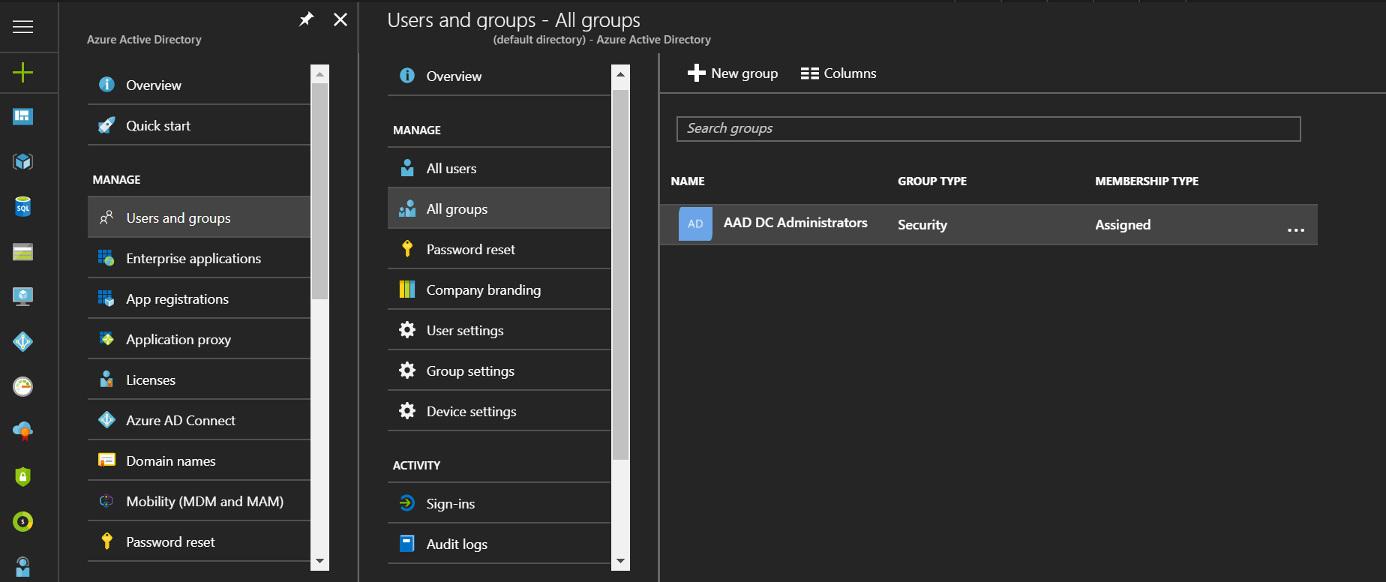 Azure Active Directory
Overview
Quick start
MANAGE
Users and groups
Enterprise applications
App registrations
Application proxy
Licenses
Azure AD Connect
Domain names
Mobility (MDM and MAM)
Password reset
Users and groups - All groups
(default directory) - Azure Active Directory
Overview
MANAGE
All users
All groups
Password reset
Company branding
User settings
Group settings
Device settings
ACTIVITY
Sign-ins
Audit logs
New group Columns
Search groups
NAME GROUP TYPE MEMBERSHIP TYPE
AD AAD DC Administrators Security Assigned ...
SQL